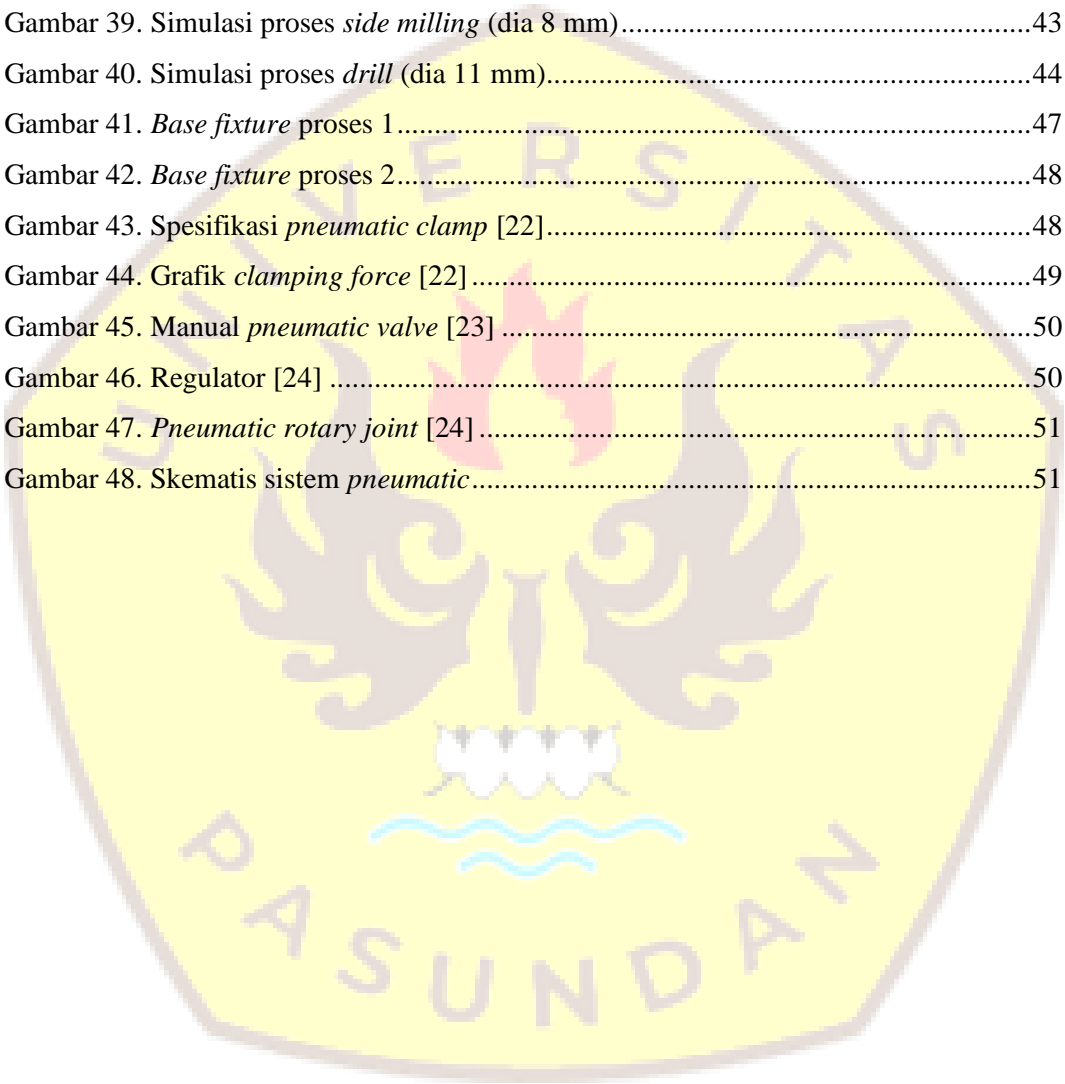 Gambar 39. Simulasi proses side milling (dia 8 mm)..........43
Gambar 40. Simulasi proses drill (dia 11 mm)..........44
Gambar 41. Base fixture proses 1..........47
Gambar 42. Base fixture proses 2..........48
Gambar 43. Spesifikasi pneumatic clamp [22]..........48
Gambar 44. Grafik clamping force [22]..........49
Gambar 45. Manual pneumatic valve [23]..........50
Gambar 46. Regulator [24]..........50
Gambar 47. Pneumatic rotary joint [24]..........51
Gambar 48. Skematis sistem pneumatic..........51
UNIVERSITAS
PASUNDAN